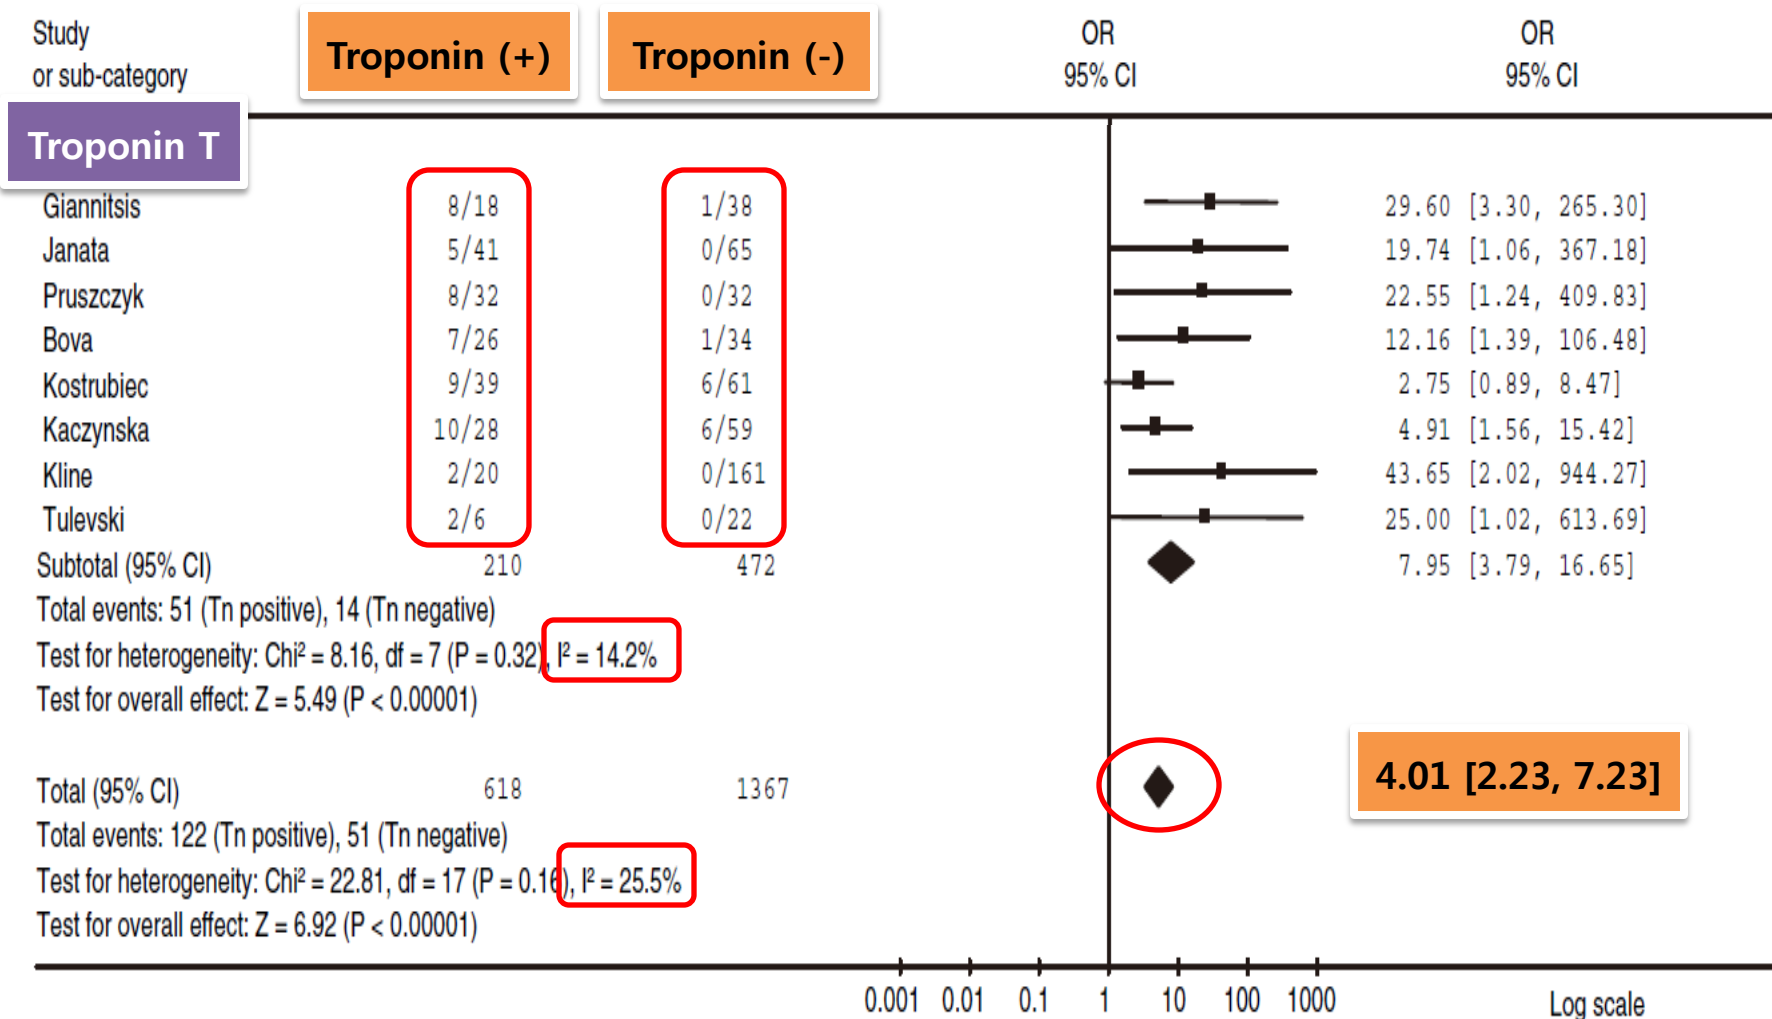 Study
or sub-category
Troponin (+)
Troponin (-)
OR
95% CI
OR
95% CI
Troponin T
Giannitsis 8/18 1/38 29.60 [3.30, 265.30]
Janata 5/41 0/65 19.74 [1.06, 367.18]
Pruszczyk 8/32 0/32 22.55 [1.24, 409.83]
Bova 7/26 1/34 12.16 [1.39, 106.48]
Kostrubiec 9/39 6/61 2.75 [0.89, 8.47]
Kaczynska 10/28 6/59 4.91 [1.56, 15.42]
Kline 2/20 0/161 43.65 [2.02, 944.27]
Tulevski 2/6 0/22 25.00 [1.02, 613.69]
Subtotal (95% CI) 210 472 7.95 [3.79, 16.65]
Total events: 51 (Tn positive), 14 (Tn negative)
Test for heterogeneity: Chi² = 8.16, df = 7 (P = 0.32), I² = 14.2%
Test for overall effect: Z = 5.49 (P < 0.00001)
Total (95% CI) 618 1367 4.01 [2.23, 7.23]
Total events: 122 (Tn positive), 51 (Tn negative)
Test for heterogeneity: Chi² = 22.81, df = 17 (P = 0.16), I² = 25.5%
Test for overall effect: Z = 6.92 (P < 0.00001)
0.001 0.01 0.1 1 10 100 1000 Log scale